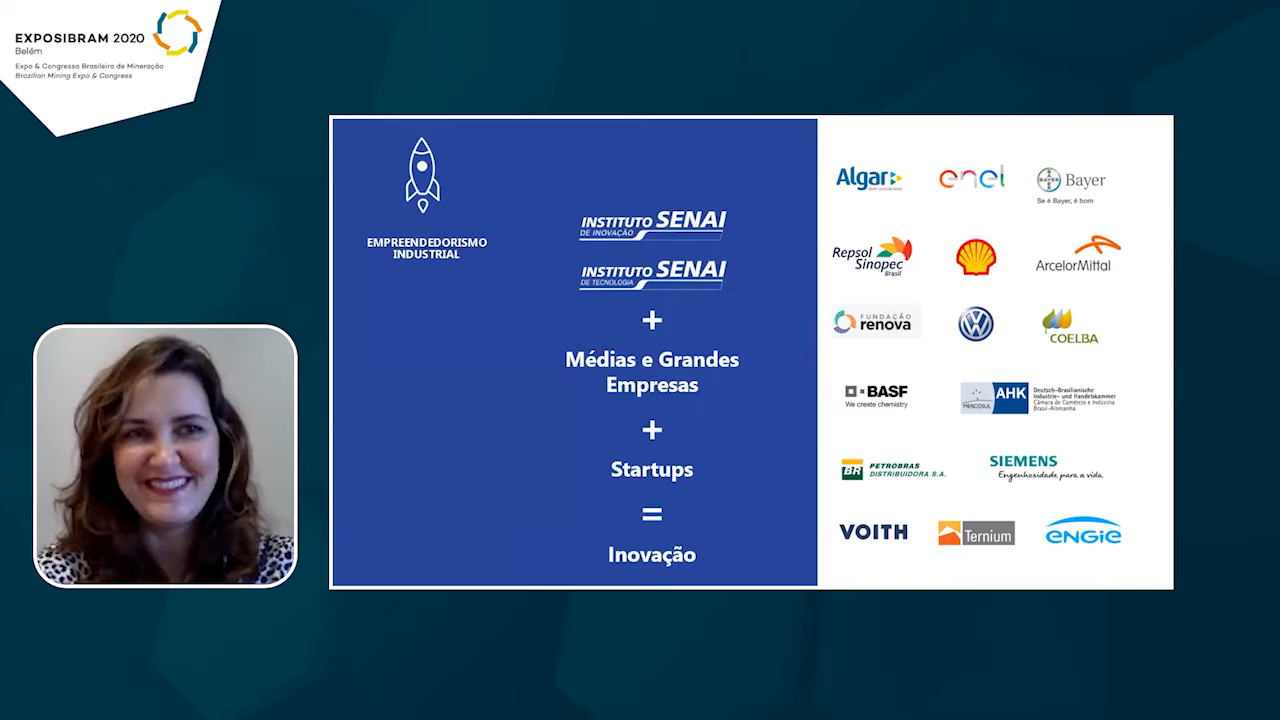 EXPOSIBRAM 2020
Belém
Expo & Congresso Brasileiro de Mineração
Brazilian Mining Expo & Congress
EMPREENDEDORISMO
INDUSTRIAL
INSTITUTO SENAI
DE INOVAÇÃO
INSTITUTO SENAI
DE TECNOLOGIA
+
Médias e Grandes
Empresas
+
Startups
=
Inovação
Algar
enel
BAYER
Bayer
Se é Bayer, é bom
Repsol
Sinopec
Brasil
ArcelorMittal
FUNDAÇÃO
renova
COELBA
BASF
We create chemistry
MERCOSUL
AHK
Deutsch-Brasilianische
Industrie- und Handelskammer
Câmara de Comércio e Indústria
Brasil-Alemanha
BR
PETROBRAS
DISTRIBUIDORA S.A.
SIEMENS
Engenhosidade para a vida
VOITH
Ternium
ENGIE